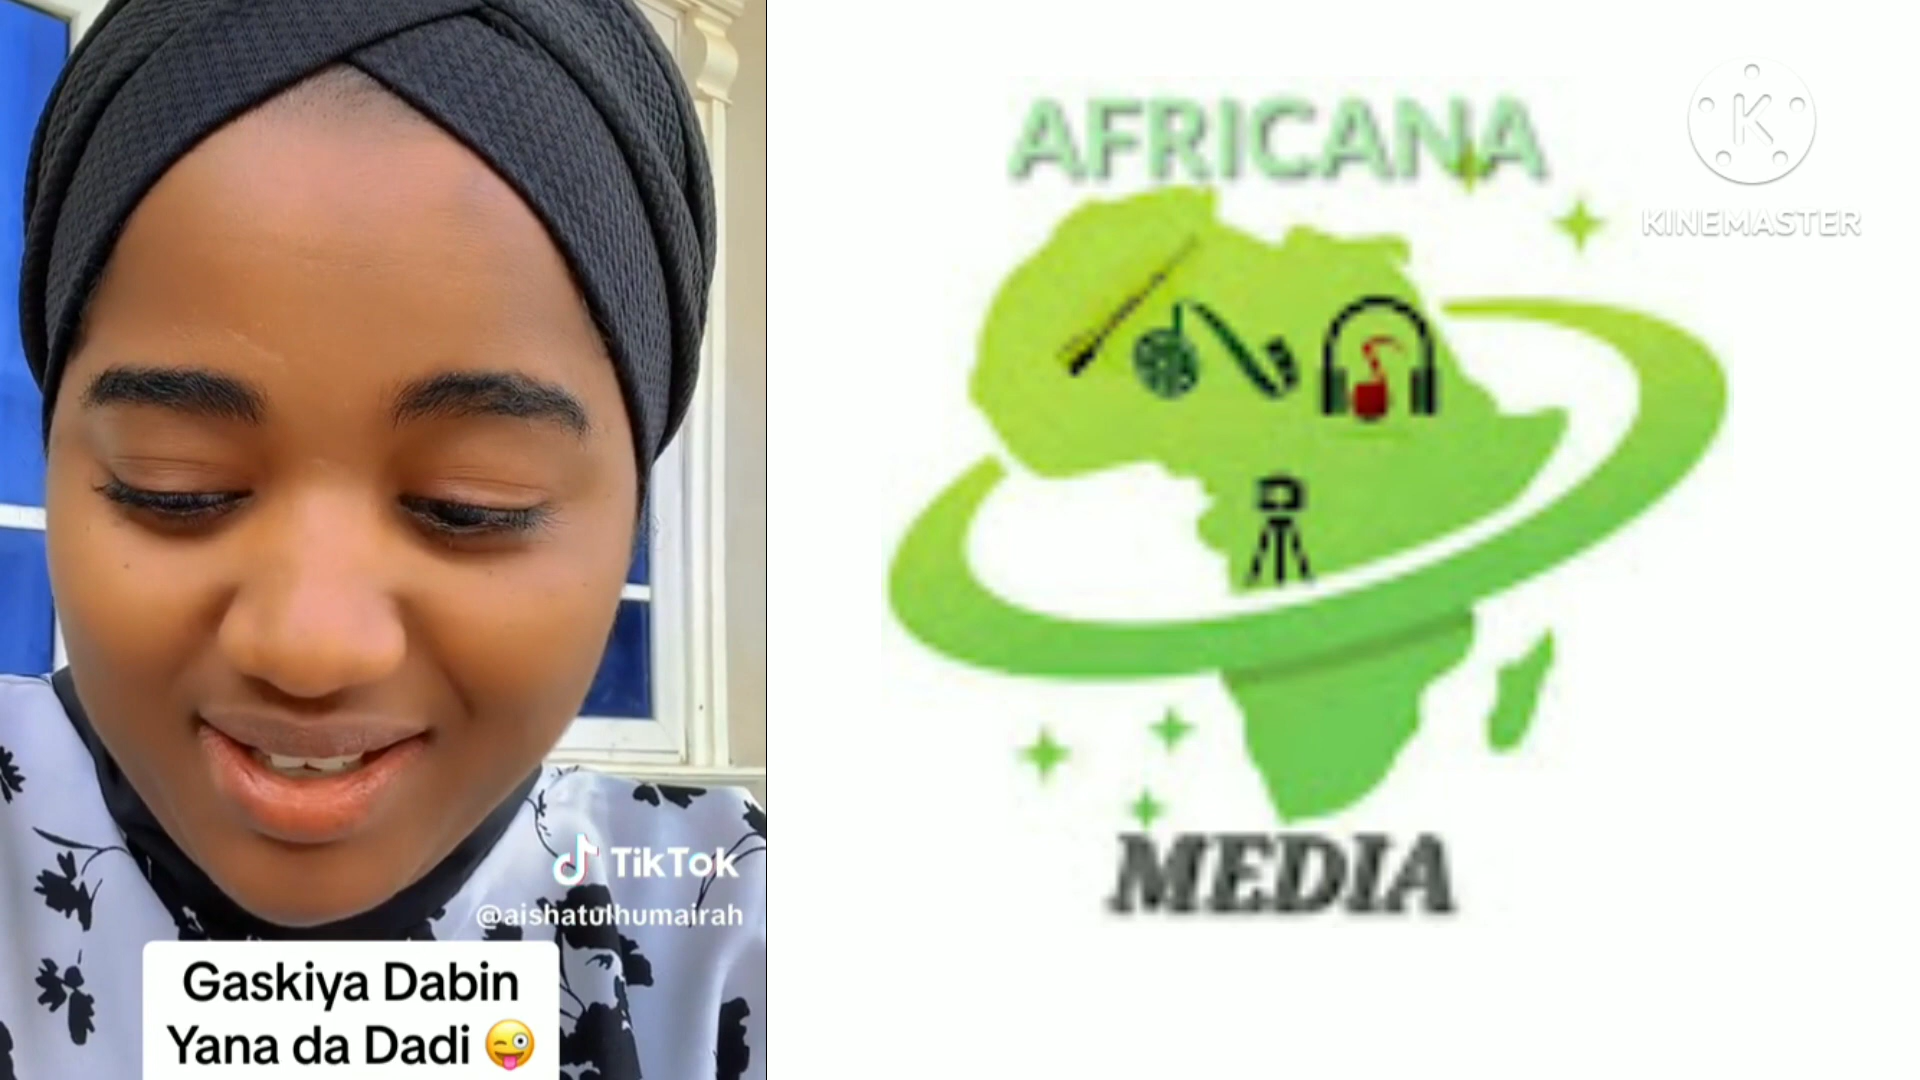 TikTok
@aishatulhumairah
Gaskiya Dabin
Yana da Dadi 😜
AFRICANA
MEDIA
K
KINEMASTER